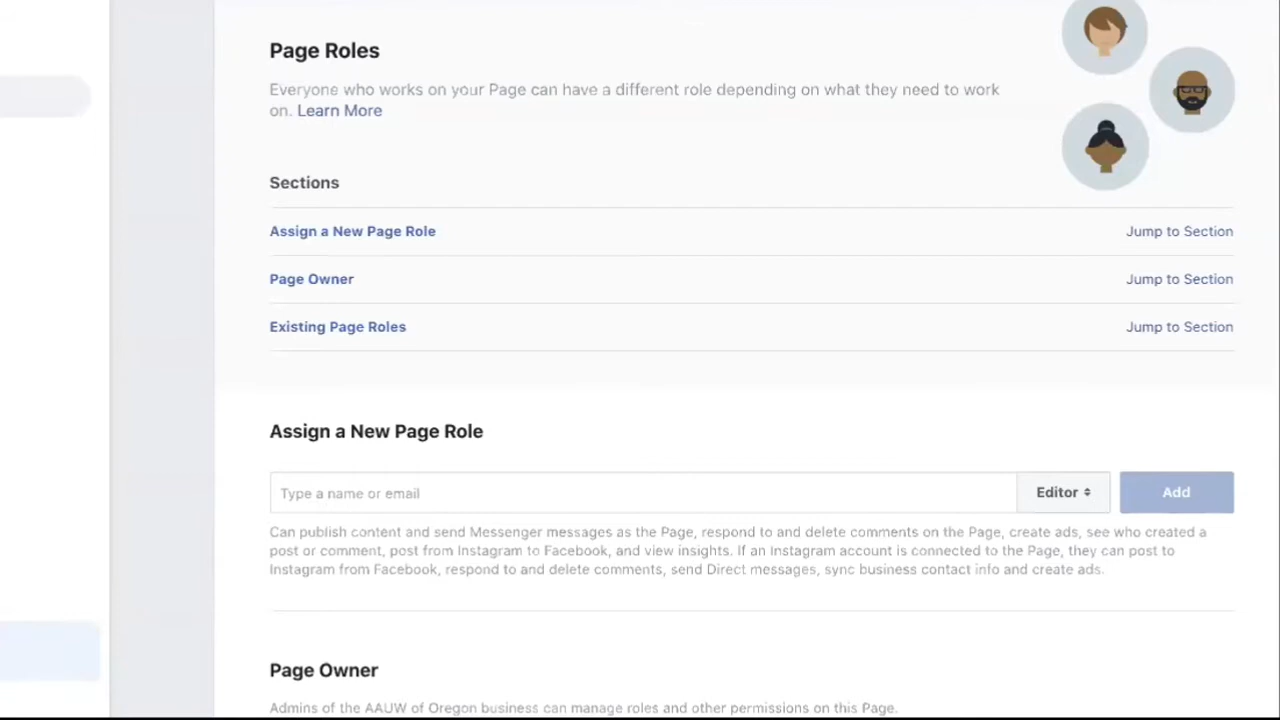 Page Roles
Everyone who works on your Page can have a different role depending on what they need to work
on. Learn More
Sections
Assign a New Page Role Jump to Section
Page Owner Jump to Section
Existing Page Roles Jump to Section
Assign a New Page Role
Type a name or email Editor Add
Can publish content and send Messenger messages as the Page, respond to and delete comments on the Page, create ads, see who created a
post or comment, post from Instagram to Facebook, and view insights. If an Instagram account is connected to the Page, they can post to
Instagram from Facebook, respond to and delete comments, send Direct messages, sync business contact info and create ads.
Page Owner
Admins of the AAUW of Oregon business can manage roles and other permissions on this Page.